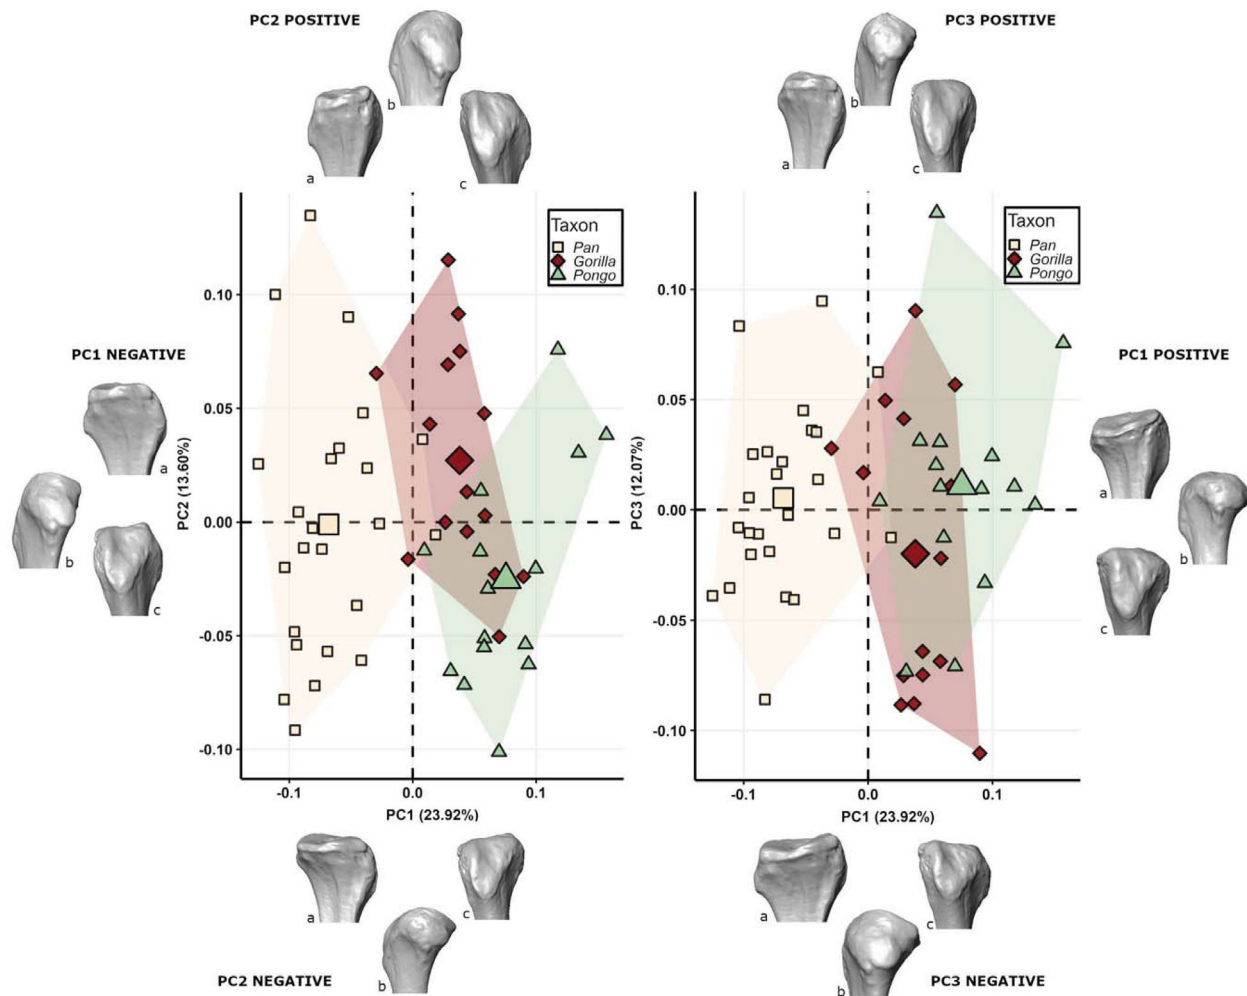 PC2 POSITIVE
PC3 POSITIVE
b
b
a
a
c
c
Taxon
Pan
Gorilla
Pongo
Taxon
Pan
Gorilla
Pongo
0.10
0.10
PC1 NEGATIVE
PC1 POSITIVE
0.05
0.05
a
a
PC2 (13.60%)
PC3 (12.07%)
0.00
0.00
b
b
c
c
-0.05
-0.05
-0.10
-0.10
-0.1
0.0
0.1
-0.1
0.0
0.1
PC1 (23.92%)
PC1 (23.92%)
a
c
a
c
b
b
PC2 NEGATIVE
PC3 NEGATIVE